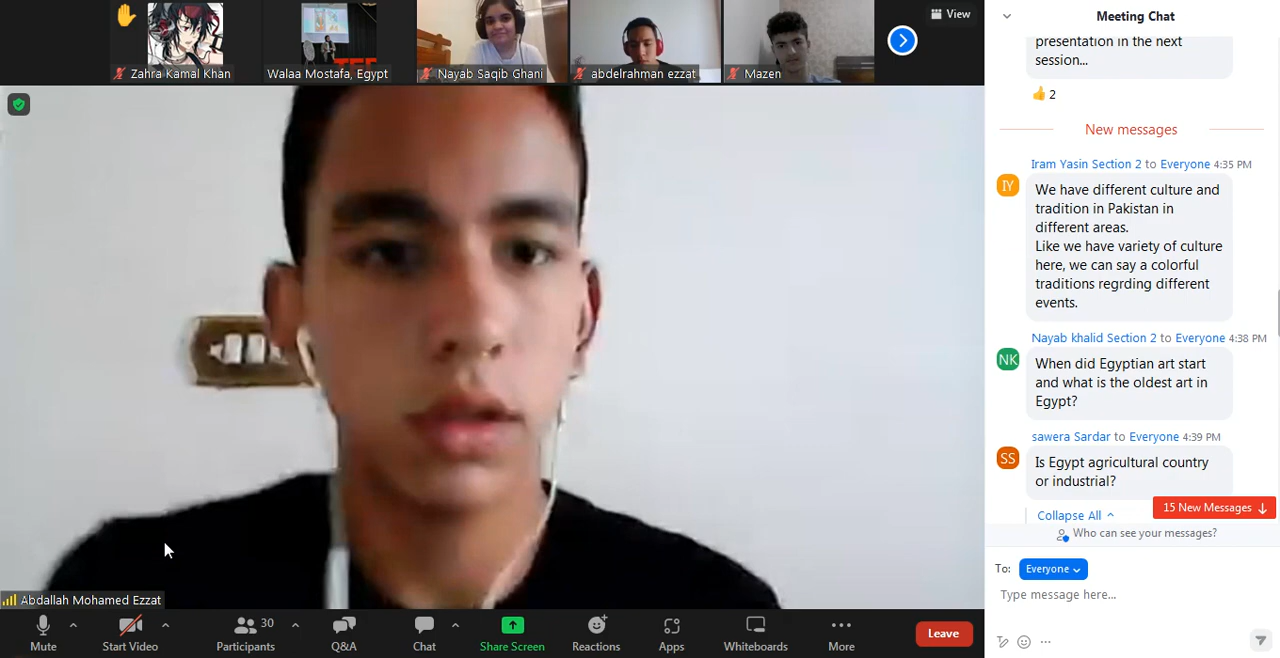 Zahra Kamal Khan
Walaa Mostafa, Egypt
Nayab Saqib Ghani
abdelrahman ezzat
Mazen
View
Abdallah Mohamed Ezzat
Mute
Start Video
30
Participants
Q&A
Chat
Share Screen
Reactions
Apps
Whiteboards
More
Leave
Meeting Chat
presentation in the next
session...
2
New messages
Iram Yasin Section 2 to Everyone 4:35 PM
IY
We have different culture and
tradition in Pakistan in
different areas.
Like we have variety of culture
here, we can say a colorful
traditions regrding different
events.
Nayab khalid Section 2 to Everyone 4:38 PM
NK
When did Egyptian art start
and what is the oldest art in
Egypt?
sawera Sardar to Everyone 4:39 PM
SS
Is Egypt agricultural country
or industrial?
15 New Messages
Collapse All
Who can see your messages?
To: Everyone
Type message here...